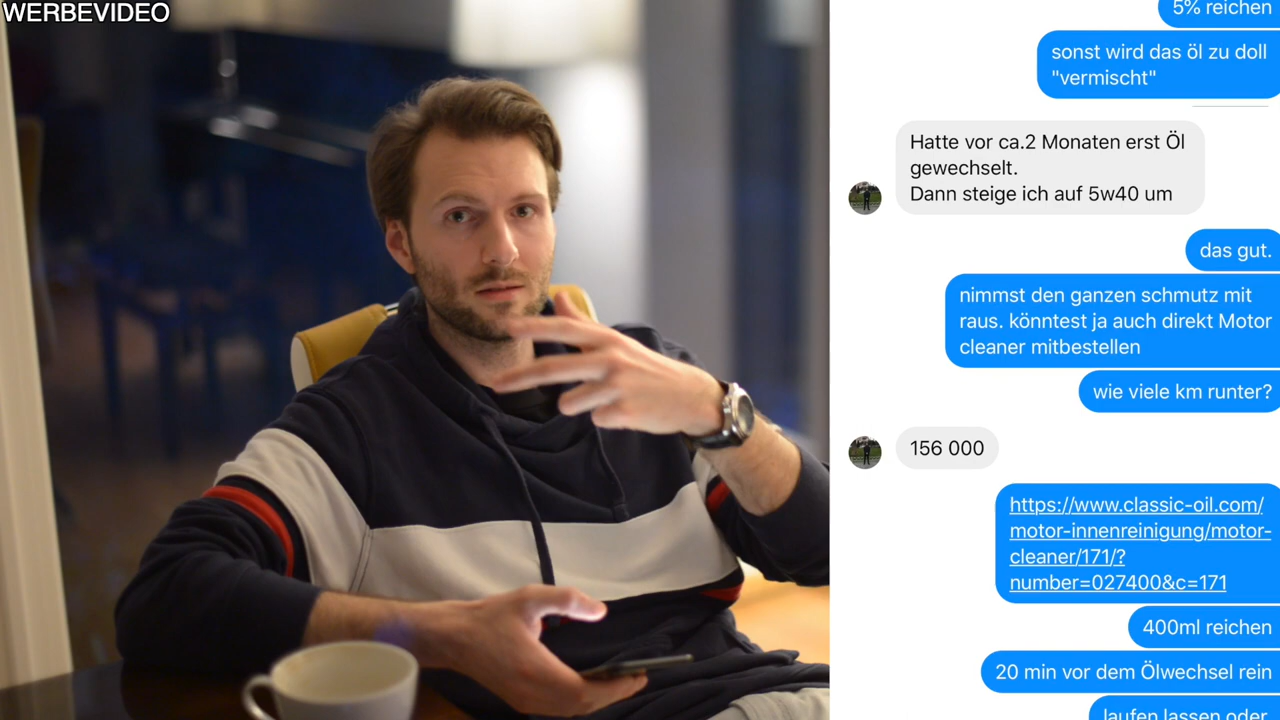 WERBEVIDEO
5% reichen
sonst wird das öl zu doll
"vermischt"
Hatte vor ca.2 Monaten erst Öl
gewechselt.
Dann steige ich auf 5w40 um
das gut.
nimmst den ganzen schmutz mit
raus. könntest ja auch direkt Motor
cleaner mitbestellen
wie viele km runter?
156 000
https://www.classic-oil.com/
motor-innenreinigung/motor-
cleaner/171/?
number=027400&c=171
400ml reichen
20 min vor dem Ölwechsel rein
laufen lassen oder